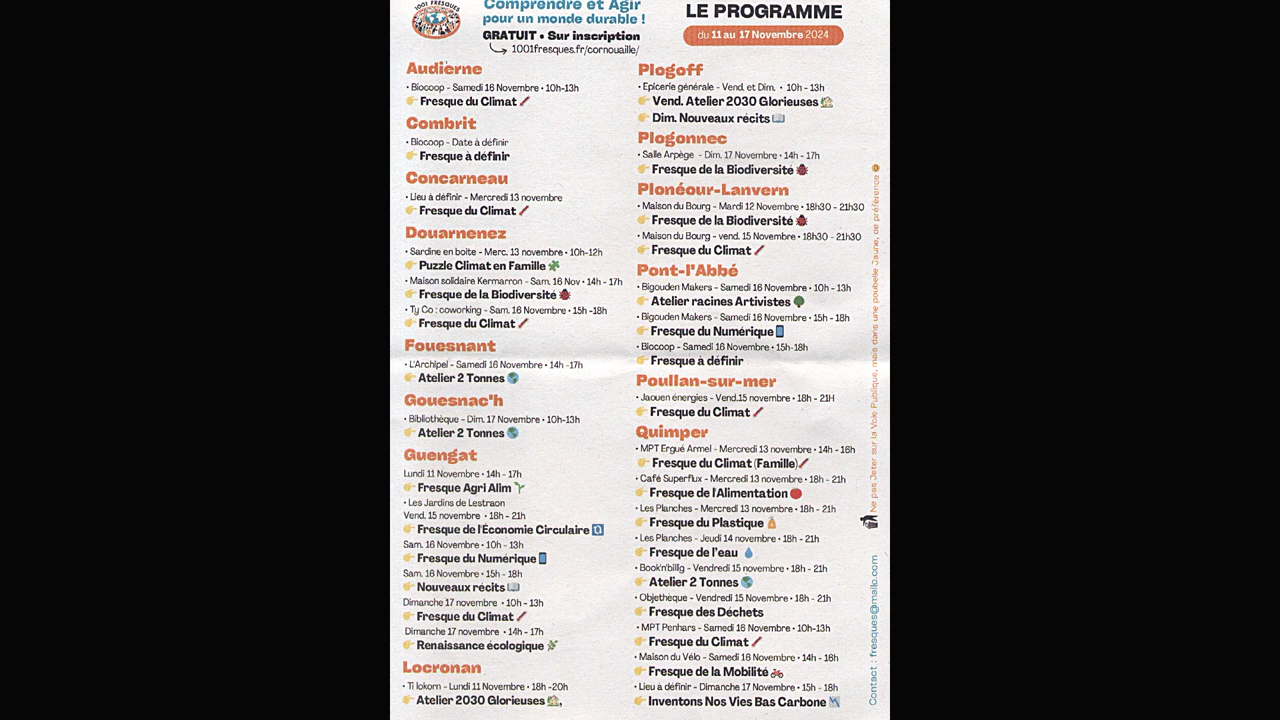 1001 FRESQUES
Comprendre et Agir
pour un monde durable !
GRATUIT • Sur inscription
1001fresques.fr/cornouaille/
LE PROGRAMME
du 11 au 17 Novembre 2024
Audierne
• Biocoop - Samedi 16 Novembre • 10h-13h
👉 Fresque du Climat
Combrit
• Biocoop - Date à définir
👉 Fresque à définir
Concarneau
• Lieu à définir - Mercredi 13 novembre
👉 Fresque du Climat
Douarnenez
• Sardine en boite - Merc. 13 novembre • 10h-12h
👉 Puzzle Climat en Famille
• Maison solidaire Kermarron - Sam. 16 Nov • 14h - 17h
👉 Fresque de la Biodiversité
• Ty Co : coworking - Sam. 16 Novembre • 15h -18h
👉 Fresque du Climat
Fouesnant
• L'Archipel - Samedi 16 Novembre • 14h -17h
👉 Atelier 2 Tonnes
Gouesnac'h
• Bibliothèque - Dim. 17 Novembre • 10h-13h
👉 Atelier 2 Tonnes
Guengat
Lundi 11 Novembre • 14h - 17h
👉 Fresque Agri Alim
• Les Jardins de Lestraon
Vend. 15 novembre • 18h - 21h
👉 Fresque de l'Économie Circulaire
Sam. 16 Novembre • 10h - 13h
👉 Fresque du Numérique
Sam. 16 Novembre • 15h - 18h
👉 Nouveaux récits
Dimanche 17 novembre • 10h - 13h
👉 Fresque du Climat
Dimanche 17 novembre • 14h - 17h
👉 Renaissance écologique
Locronan
• Ti lokorn - Lundi 11 Novembre • 18h -20h
👉 Atelier 2030 Glorieuses
Plogoff
• Epicerie générale - Vend. et Dim. • 10h - 13h
👉 Vend. Atelier 2030 Glorieuses
👉 Dim. Nouveaux récits
Plogonnec
• Salle Arpège - Dim. 17 Novembre • 14h - 17h
👉 Fresque de la Biodiversité
Plonéour-Lanvern
• Maison du Bourg - Mardi 12 Novembre • 18h30 - 21h30
👉 Fresque de la Biodiversité
• Maison du Bourg - vend. 15 Novembre • 18h30 - 21h30
👉 Fresque du Climat
Pont-l'Abbé
• Bigouden Makers - Samedi 16 Novembre • 10h - 13h
👉 Atelier racines Artivistes
• Bigouden Makers - Samedi 16 Novembre • 15h - 18h
👉 Fresque du Numérique
• Biocoop - Samedi 16 Novembre • 15h-18h
👉 Fresque à définir
Poullan-sur-mer
• Jaouen énergies - Vend.15 novembre • 18h - 21H
👉 Fresque du Climat
Quimper
• MPT Ergué Armel - Mercredi 13 novembre • 14h - 16h
👉 Fresque du Climat (Famille)
• Café Superflux - Mercredi 13 novembre • 18h - 21h
👉 Fresque de l'Alimentation
• Les Planches - Mercredi 13 novembre • 18h - 21h
👉 Fresque du Plastique
• Les Planches - Jeudi 14 novembre • 18h - 21h
👉 Fresque de l'eau
• Book'n'billig - Vendredi 15 novembre • 18h - 21h
👉 Atelier 2 Tonnes
• Objethèque - Vendredi 15 Novembre • 18h - 21h
👉 Fresque des Déchets
• MPT Penhars - Samedi 16 Novembre • 10h-13h
👉 Fresque du Climat
• Maison du Vélo - Samedi 16 Novembre • 14h - 16h
👉 Fresque de la Mobilité
• Lieu à définir - Dimanche 17 Novembre • 15h - 18h
👉 Inventons Nos Vies Bas Carbone
Ne pas Jeter sur la Voie Publique, mais dans une poubelle Jaune, de préférence
Contact : fresques@mailo.com